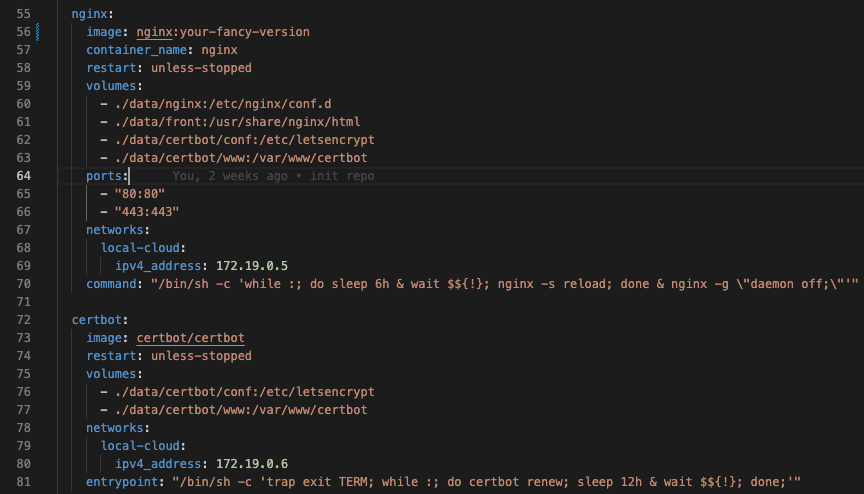 55 nginx:
56 image: nginx:your-fancy-version
57 container_name: nginx
58 restart: unless-stopped
59 volumes:
60 - ./data/nginx:/etc/nginx/conf.d
61 - ./data/front:/usr/share/nginx/html
62 - ./data/certbot/conf:/etc/letsencrypt
63 - ./data/certbot/www:/var/www/certbot
64 ports: You, 2 weeks ago • init repo
65 - "80:80"
66 - "443:443"
67 networks:
68 local-cloud:
69 ipv4_address: 172.19.0.5
70 command: "/bin/sh -c 'while :; do sleep 6h & wait $${!}; nginx -s reload; done & nginx -g \"daemon off;\"'"
71
72 certbot:
73 image: certbot/certbot
74 restart: unless-stopped
75 volumes:
76 - ./data/certbot/conf:/etc/letsencrypt
77 - ./data/certbot/www:/var/www/certbot
78 networks:
79 local-cloud:
80 ipv4_address: 172.19.0.6
81 entrypoint: "/bin/sh -c 'trap exit TERM; while :; do certbot renew; sleep 12h & wait $${!}; done;'"